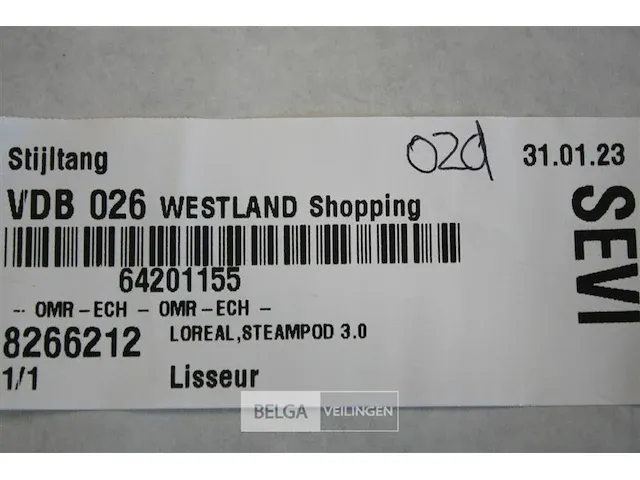 Stijltang 02d 31.01.23
VDB 026 WESTLAND Shopping
SEVI
64201155
-- OMR -ECH - OMR -ECH -
8266212 LOREAL,STEAMPOD 3.0
1/1 Lisseur
BELGA VEILINGEN